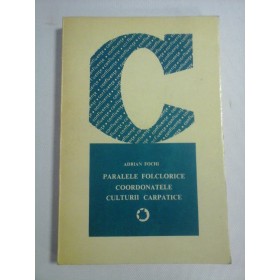 C
ADRIAN FOCHI
PARALELE FOLCLORICE
COORDONATELE
CULTURII CARPATICE